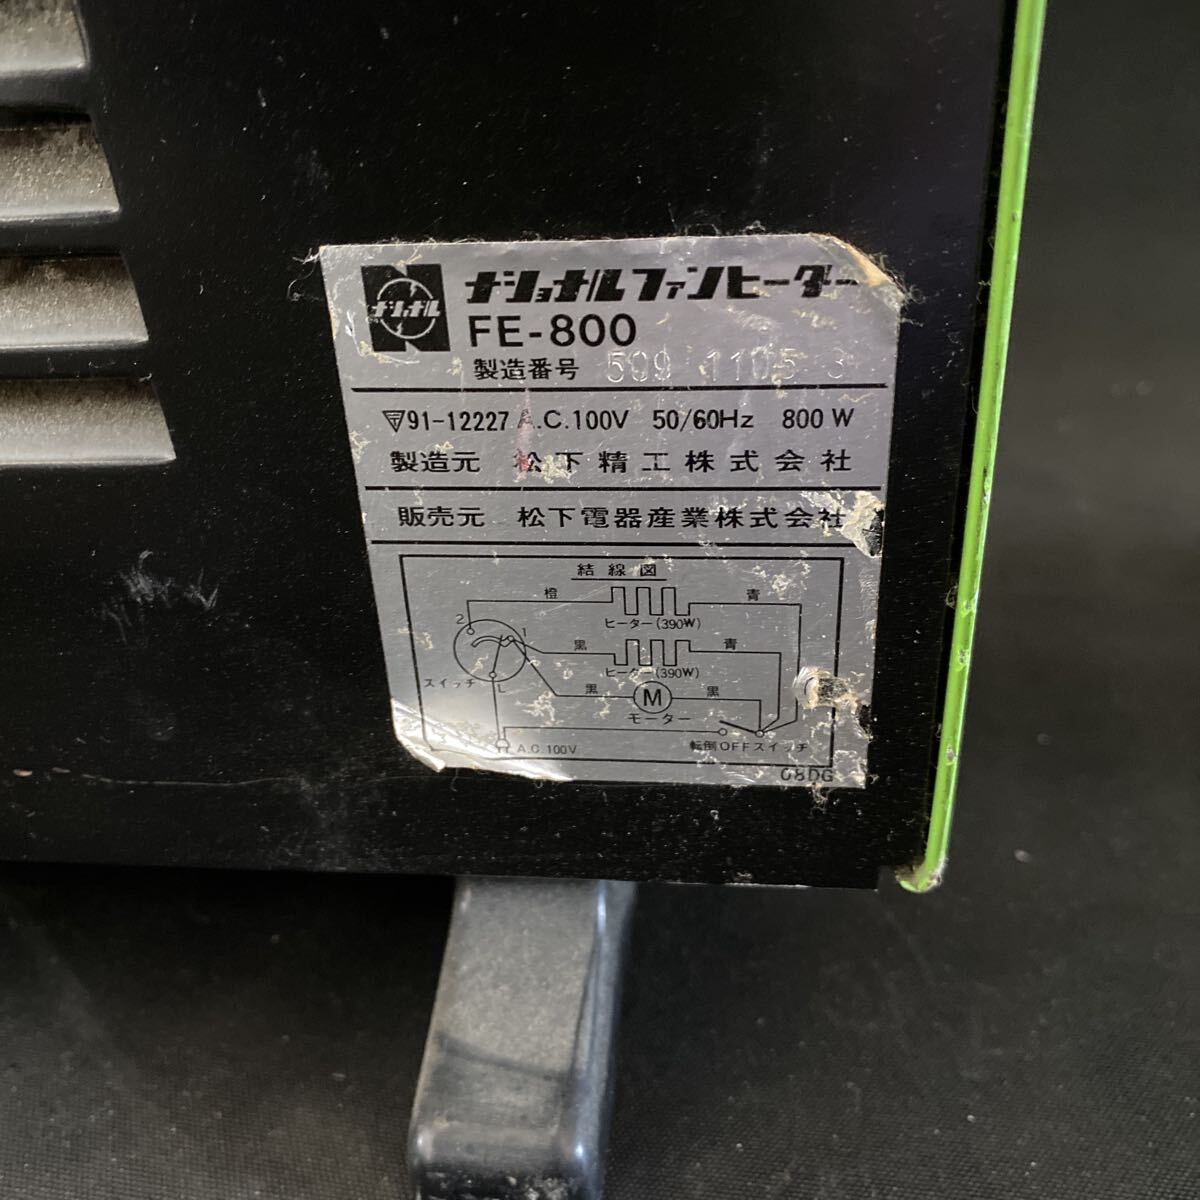 ナショナル
ナショナルファンヒーター
FE-800
製造番号 509 1105 3
〒91-12227 A.C.100V 50/60Hz 800W
製造元 松下精工株式会社
販売元 松下電器産業株式会社
結線図
橙 青
ヒーター(390W)
2 1
黒 青
ヒーター(390W)
スイッチ L 黒 M 黒
モーター
A.C.100V 転倒OFFスイッチ
08DG